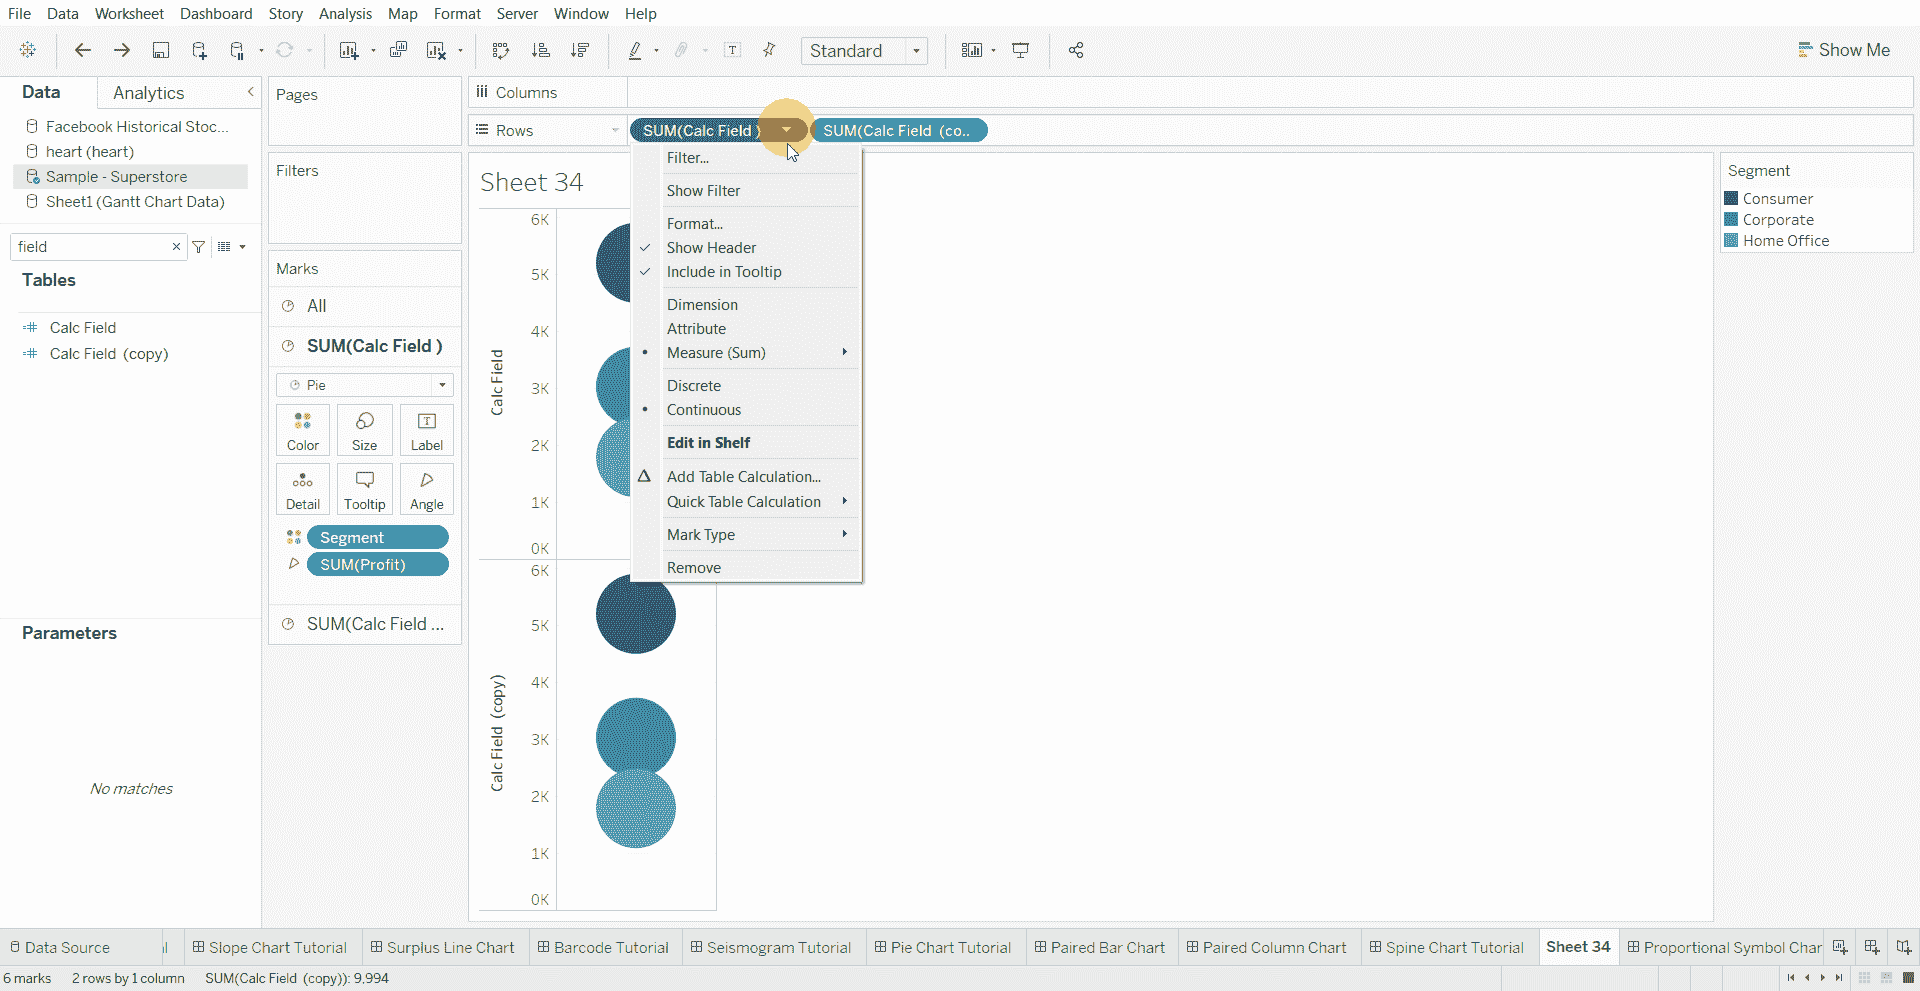 File Data Worksheet Dashboard Story Analysis Map Format Server Window Help
Standard
Show Me
Data
Analytics
Facebook Historical Stoc...
heart (heart)
Sample - Superstore
Sheet1 (Gantt Chart Data)
field
Tables
Calc Field
Calc Field (copy)
Parameters
No matches
Pages
Filters
Marks
All
SUM(Calc Field )
Pie
Color Size Label
Detail Tooltip Angle
Segment
SUM(Profit)
SUM(Calc Field ...
Columns
Rows
SUM(Calc Field )
SUM(Calc Field (co..
Sheet 34
6K
5K
4K
3K
2K
1K
0K
Calc Field
6K
5K
4K
3K
2K
1K
0K
Calc Field (copy)
Filter...
Show Filter
Format...
Show Header
Include in Tooltip
Dimension
Attribute
Measure (Sum)
Discrete
Continuous
Edit in Shelf
Add Table Calculation...
Quick Table Calculation
Mark Type
Remove
Segment
Consumer
Corporate
Home Office
Data Source
Slope Chart Tutorial
Surplus Line Chart
Barcode Tutorial
Seismogram Tutorial
Pie Chart Tutorial
Paired Bar Chart
Paired Column Chart
Spine Chart Tutorial
Sheet 34
Proportional Symbol Char
6 marks 2 rows by 1 column SUM(Calc Field (copy)): 9,994